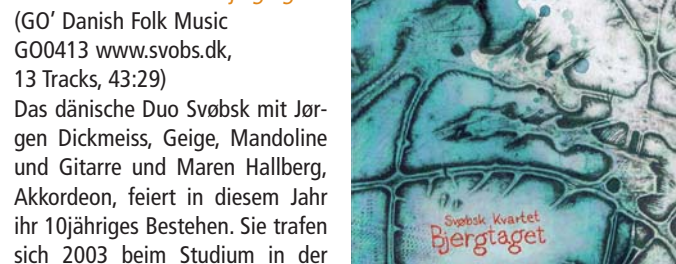 (GO’ Danish Folk Music
GO0413 www.svobs.dk,
13 Tracks, 43:29)
Das dänische Duo Svøbsk mit Jør-
gen Dickmeiss, Geige, Mandoline
und Gitarre und Maren Hallberg,
Akkordeon, feiert in diesem Jahr
ihr 10jähriges Bestehen. Sie trafen
sich 2003 beim Studium in der
Svøbsk Kvartet
Bjergtaget